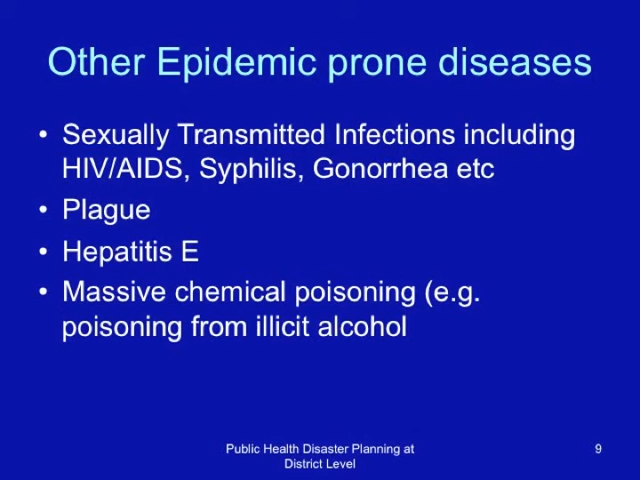 Other Epidemic prone diseases
• Sexually Transmitted Infections including
HIV/AIDS, Syphilis, Gonorrhea etc
• Plague
• Hepatitis E
• Massive chemical poisoning (e.g.
poisoning from illicit alcohol
Public Health Disaster Planning at
District Level
9